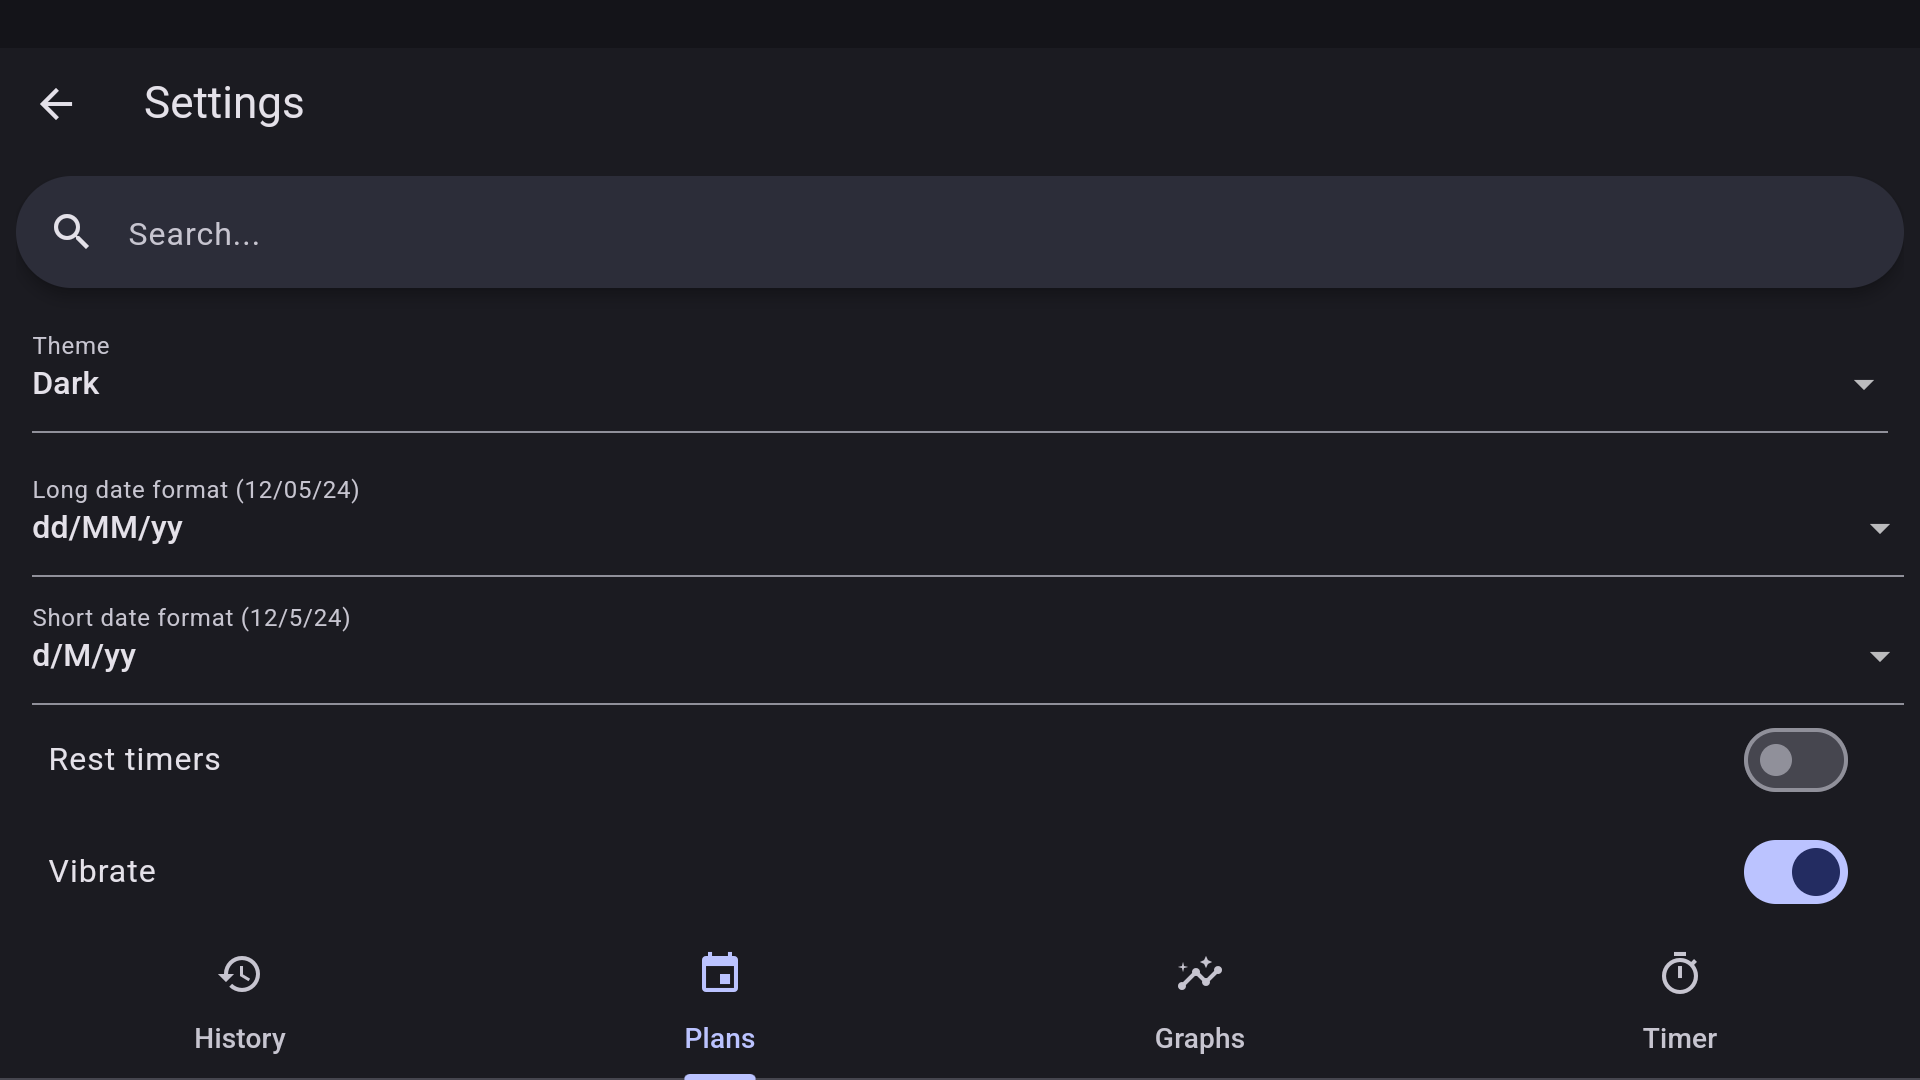 Settings
Search...
Theme
Dark
Long date format (12/05/24)
dd/MM/yy
Short date format (12/5/24)
d/M/yy
Rest timers
Vibrate
History
Plans
Graphs
Timer